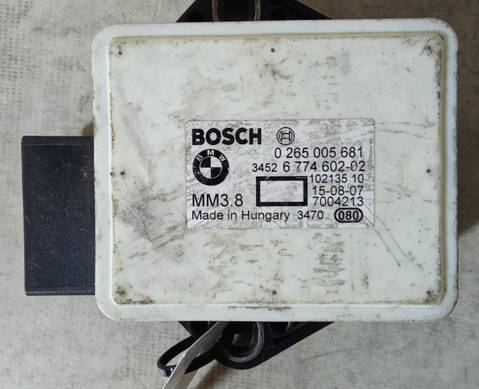 BOSCH
BMW
0 265 005 681
3452 6 774 602-02
102135 10
15-08-07
MM3.8 7004213
Made in Hungary 3470 080